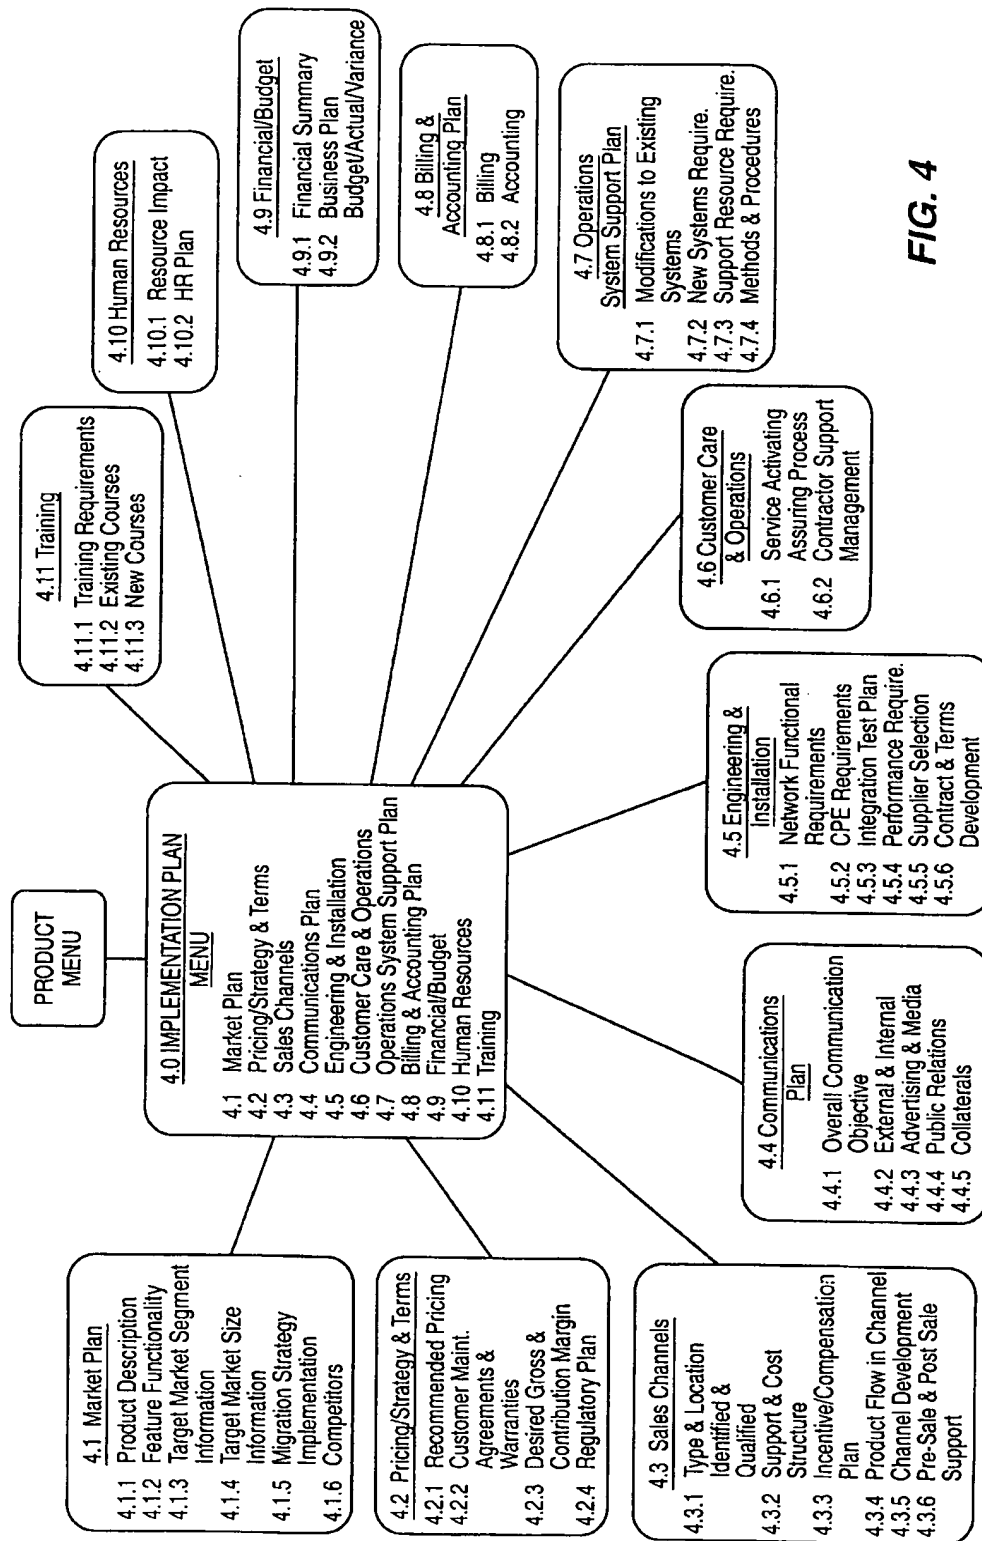 PRODUCT
MENU
4.0 IMPLEMENTATION PLAN
MENU
4.1 Market Plan
4.2 Pricing/Strategy & Terms
4.3 Sales Channels
4.4 Communications Plan
4.5 Engineering & Installation
4.6 Customer Care & Operations
4.7 Operations System Support Plan
4.8 Billing & Accounting Plan
4.9 Financial/Budget
4.10 Human Resources
4.11 Training
4.1 Market Plan
4.1.1 Product Description
4.1.2 Feature Functionality
4.1.3 Target Market Segment
Information
4.1.4 Target Market Size
Information
4.1.5 Migration Strategy
Implementation
4.1.6 Competitors
4.2 Pricing/Strategy & Terms
4.2.1 Recommended Pricing
4.2.2 Customer Maint.
Agreements &
Warranties
4.2.3 Desired Gross &
Contribution Margin
4.2.4 Regulatory Plan
4.3 Sales Channels
4.3.1 Type & Location
Identified &
Qualified
4.3.2 Support & Cost
Structure
4.3.3 Incentive/Compensation
Plan
4.3.4 Product Flow in Channel
4.3.5 Channel Development
4.3.6 Pre-Sale & Post Sale
Support
4.4 Communications
Plan
4.4.1 Overall Communication
Objective
4.4.2 External & Internal
4.4.3 Advertising & Media
4.4.4 Public Relations
4.4.5 Collaterals
4.5 Engineering &
Installation
4.5.1 Network Functional
Requirements
4.5.2 CPE Requirements
4.5.3 Integration Test Plan
4.5.4 Performance Require.
4.5.5 Supplier Selection
4.5.6 Contract & Terms
Development
4.6 Customer Care
& Operations
4.6.1 Service Activating
Assuring Process
4.6.2 Contractor Support
Management
4.7 Operations
System Support Plan
4.7.1 Modifications to Existing
Systems
4.7.2 New Systems Require.
4.7.3 Support Resource Require.
4.7.4 Methods & Procedures
4.8 Billing &
Accounting Plan
4.8.1 Billing
4.8.2 Accounting
4.9 Financial/Budget
4.9.1 Financial Summary
4.9.2 Business Plan
Budget/Actual/Variance
4.10 Human Resources
4.10.1 Resource Impact
4.10.2 HR Plan
4.11 Training
4.11.1 Training Requirements
4.11.2 Existing Courses
4.11.3 New Courses
FIG. 4